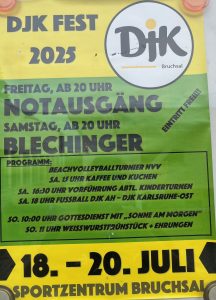 DJK FEST
2025
DJK
Bruchsal
FREITAG, AB 20 UHR
NOTAUSGÄNG
SAMSTAG, AB 20 UHR
BLECHINGER
EINTRITT FREI!
PROGRAMM:
BEACHVOLLEYBALLTURNIER NVV
SA. 15 UHR KAFFEE UND KUCHEN
SA. 16:30 UHR VORFÜHRUNG ABTL. KINDERTURNEN
SA. 18 UHR FUSSBALL DJK AH - DJK KARLSRUHE-OST
SO. 10:00 UHR GOTTESDIENST MIT „SONNE AM MORGEN"
SO. 11 UHR WEISSWURSTFÜHSTÜCK + EHRUNGEN
18. - 20. JULI
SPORTZENTRUM BRUCHSAL